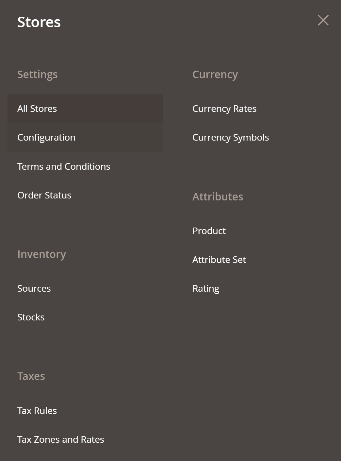 Stores
Settings
All Stores
Configuration
Terms and Conditions
Order Status
Inventory
Sources
Stocks
Taxes
Tax Rules
Tax Zones and Rates
Currency
Currency Rates
Currency Symbols
Attributes
Product
Attribute Set
Rating